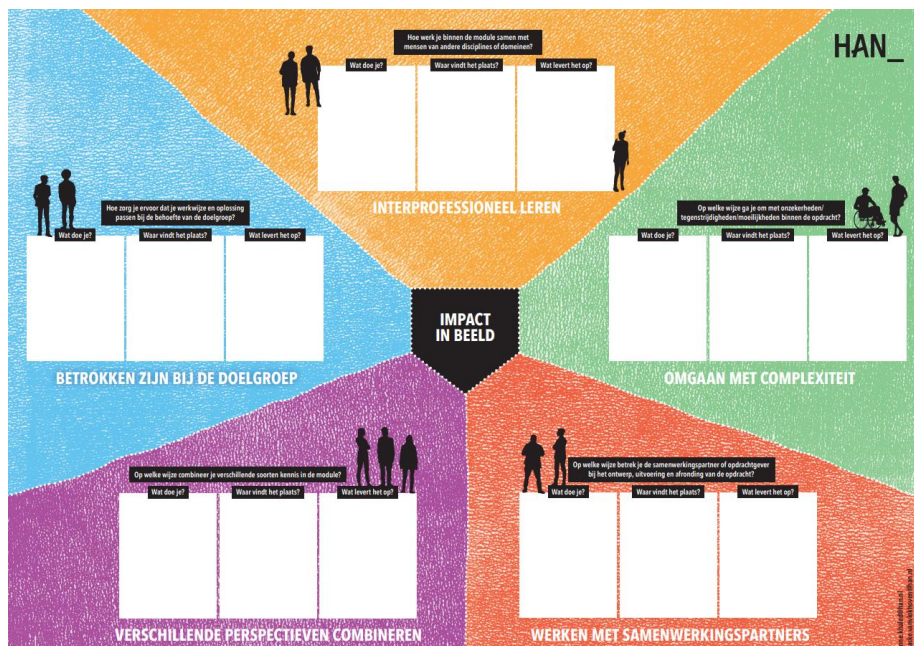 HAN_
Hoe werk je binnen de module samen met
mensen van andere disciplines of domeinen?
Wat doe je?
Waar vindt het plaats?
Wat levert het op?
INTERPROFESSIONEEL LEREN
Hoe zorg je ervoor dat je werkwijze en oplossing
passen bij de behoefte van de doelgroep?
Wat doe je?
Waar vindt het plaats?
Wat levert het op?
BETROKKEN ZIJN BIJ DE DOELGROEP
Op welke wijze ga je om met onzekerheden/
tegenstrijdigheden/moeilijkheden binnen de opdracht?
Wat doe je?
Waar vindt het plaats?
Wat levert het op?
OMGAAN MET COMPLEXITEIT
IMPACT
IN BEELD
Op welke wijze combineer je verschillende soorten kennis in de module?
Wat doe je?
Waar vindt het plaats?
Wat levert het op?
VERSCHILLENDE PERSPECTIEVEN COMBINEREN
Op welke wijze betrek je de samenwerkingspartner of opdrachtgever
bij het ontwerp, uitvoering en afronding van de opdracht?
Wat doe je?
Waar vindt het plaats?
Wat levert het op?
WERKEN MET SAMENWERKINGSPARTNERS